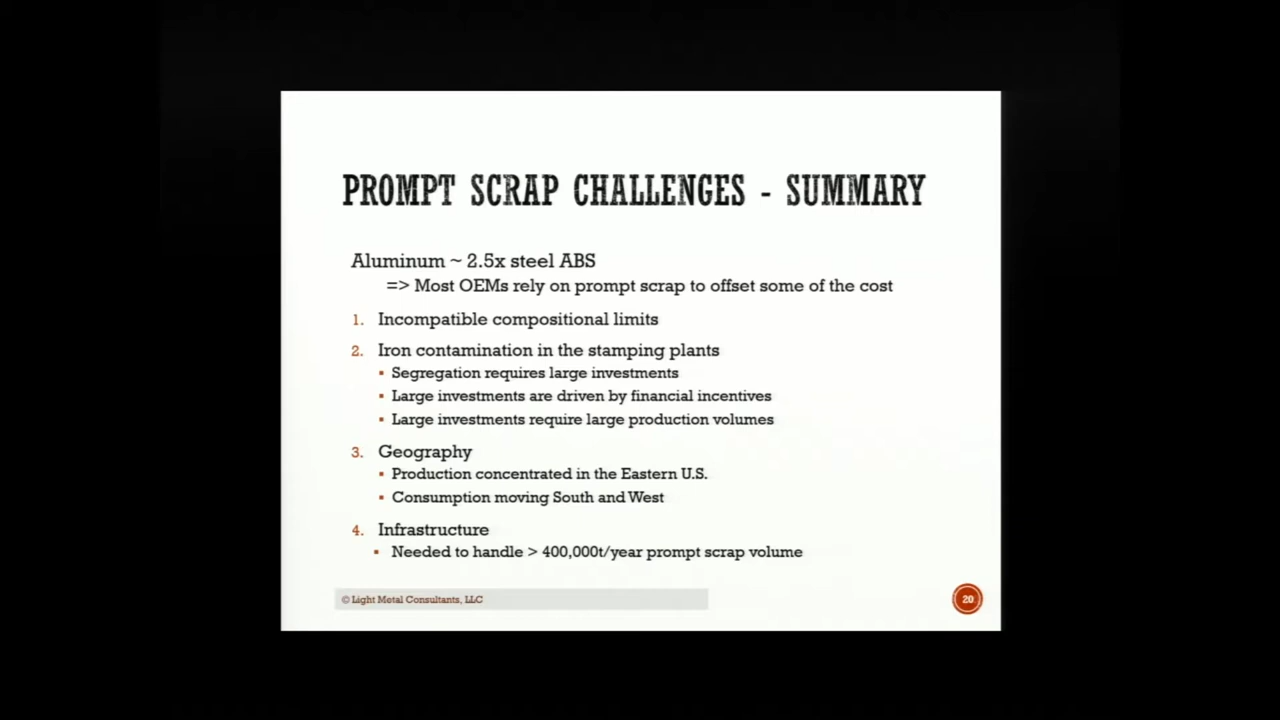 PROMPT SCRAP CHALLENGES - SUMMARY
Aluminum ~ 2.5x steel ABS
=> Most OEMs rely on prompt scrap to offset some of the cost
1. Incompatible compositional limits
2. Iron contamination in the stamping plants
▪ Segregation requires large investments
▪ Large investments are driven by financial incentives
▪ Large investments require large production volumes
3. Geography
▪ Production concentrated in the Eastern U.S.
▪ Consumption moving South and West
4. Infrastructure
▪ Needed to handle > 400,000t/year prompt scrap volume
© Light Metal Consultants, LLC
20